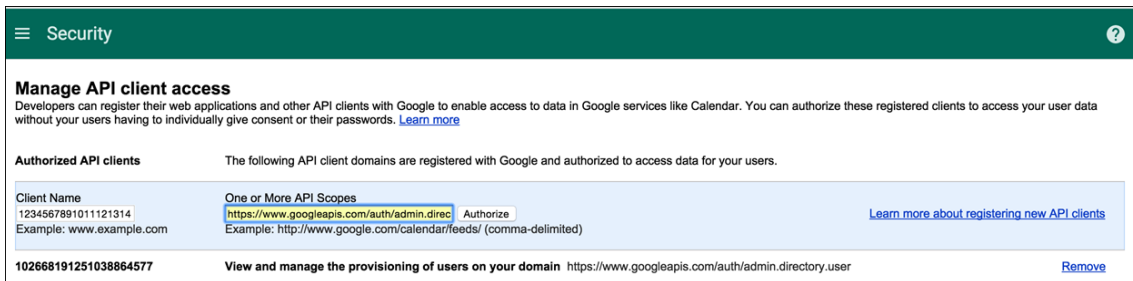 Security
Manage API client access
Developers can register their web applications and other API clients with Google to enable access to data in Google services like Calendar. You can authorize these registered clients to access your user data
without your users having to individually give consent or their passwords. Learn more
Authorized API clients The following API client domains are registered with Google and authorized to access data for your users.
Client Name One or More API Scopes
1234567891011121314 https://www.googleapis.com/auth/admin.direc Authorize Learn more about registering new API clients
Example: www.example.com Example: http://www.google.com/calendar/feeds/ (comma-delimited)
102668191251038864577 View and manage the provisioning of users on your domain https://www.googleapis.com/auth/admin.directory.user Remove